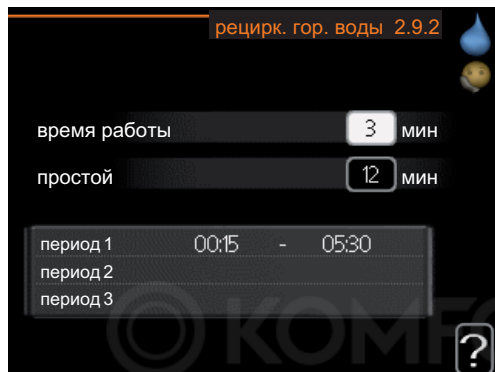 рецирк. гор. воды 2.9.2
время работы 3 мин
простой 12 мин
период 1 00:15 - 05:30
период 2
период 3
KOMF
?